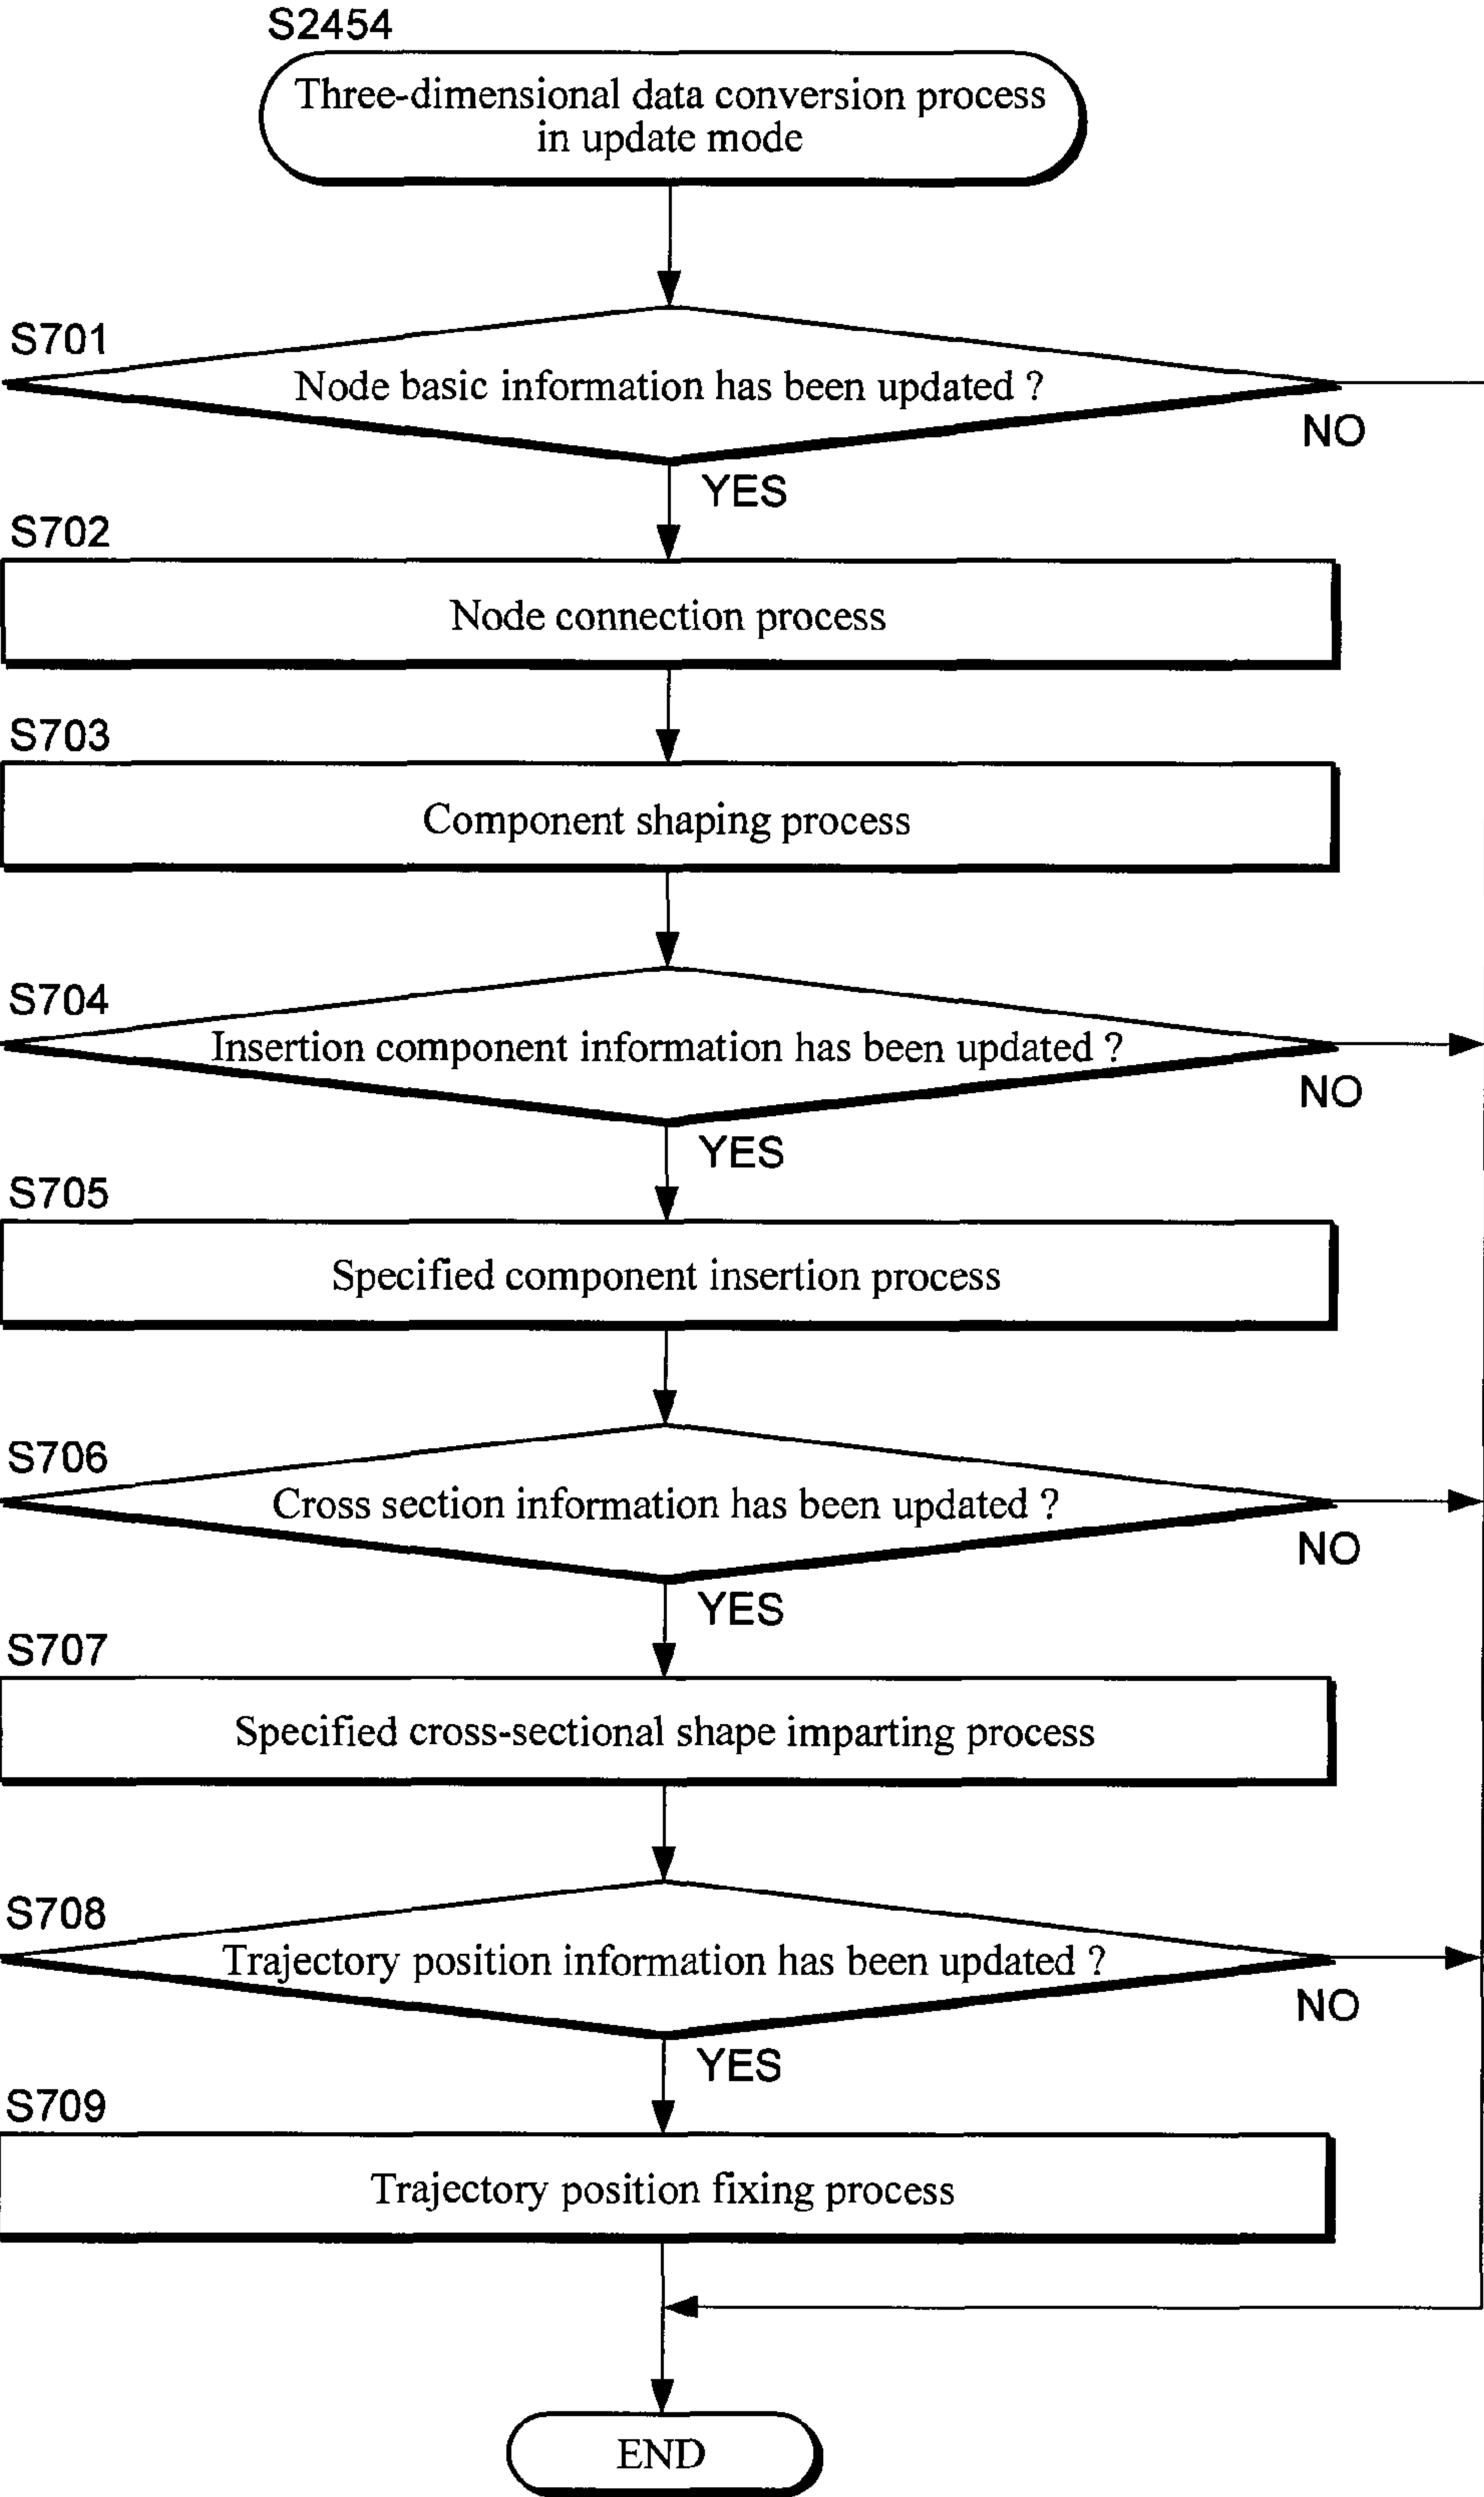 S2454
Three-dimensional data conversion process
in update mode
S701
Node basic information has been updated ?
NO
YES
S702
Node connection process
S703
Component shaping process
S704
Insertion component information has been updated ?
NO
YES
S705
Specified component insertion process
S706
Cross section information has been updated ?
NO
YES
S707
Specified cross-sectional shape imparting process
S708
Trajectory position information has been updated ?
NO
YES
S709
Trajectory position fixing process
END